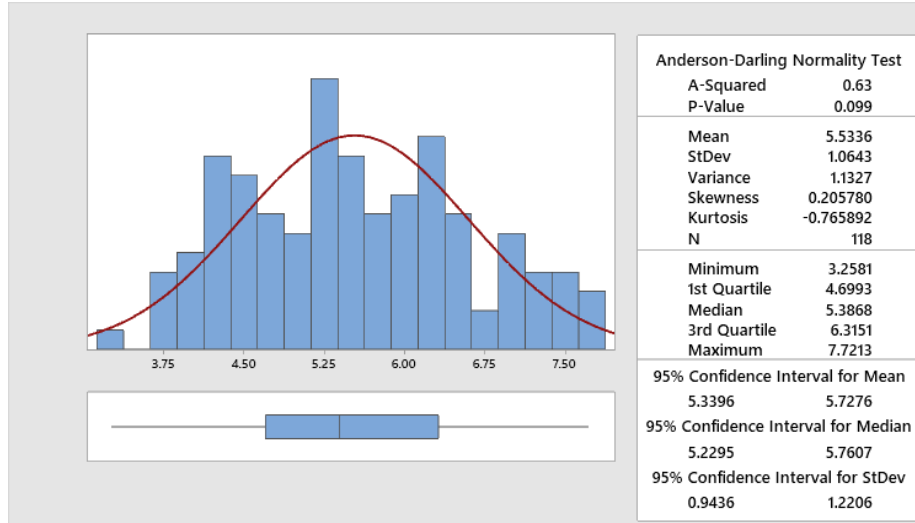 Anderson-Darling Normality Test
A-Squared 0.63
P-Value 0.099
Mean 5.5336
StDev 1.0643
Variance 1.1327
Skewness 0.205780
Kurtosis -0.765892
N 118
Minimum 3.2581
1st Quartile 4.6993
Median 5.3868
3rd Quartile 6.3151
Maximum 7.7213
95% Confidence Interval for Mean
5.3396 5.7276
95% Confidence Interval for Median
5.2295 5.7607
95% Confidence Interval for StDev
0.9436 1.2206
3.75 4.50 5.25 6.00 6.75 7.50